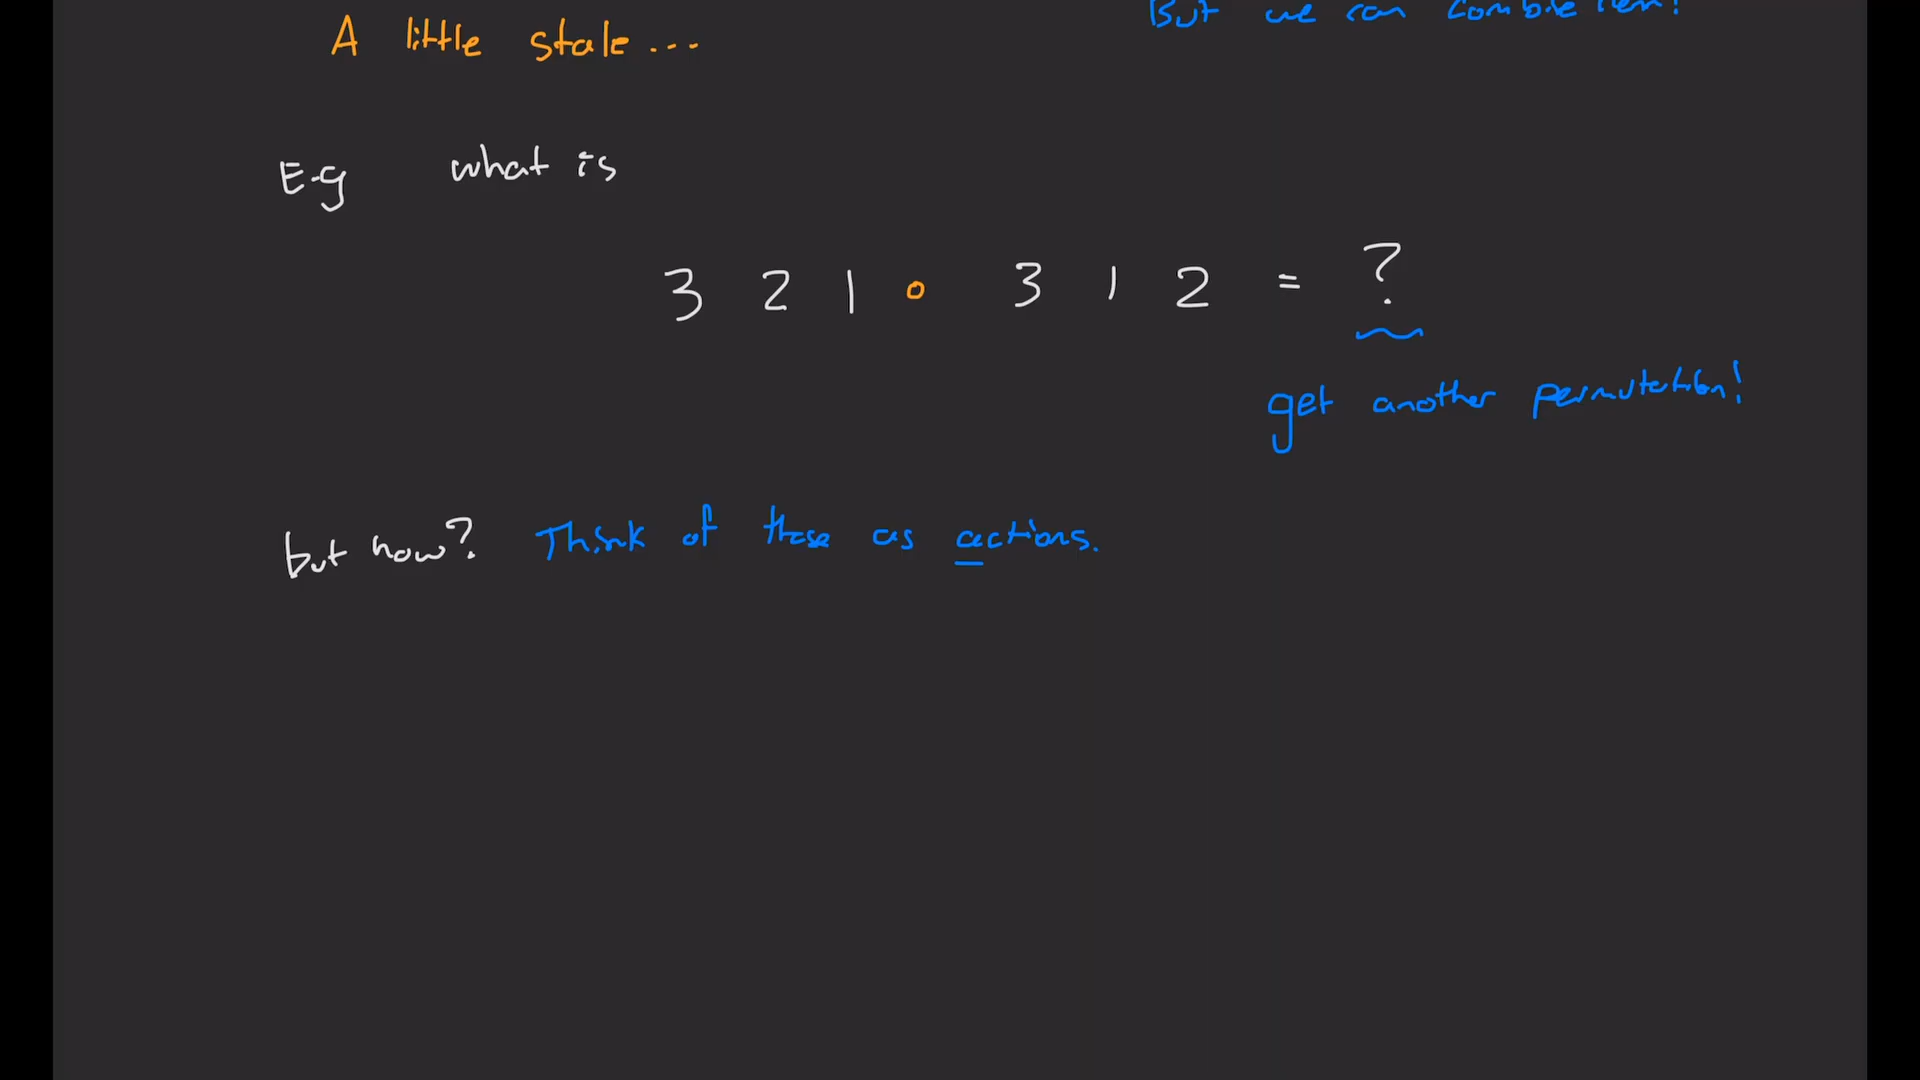 But we can combine them!
A little stale...
E.g what is
3 2 1 ∘ 3 1 2 = ?
get another permutation!
but how? Think of these as actions.